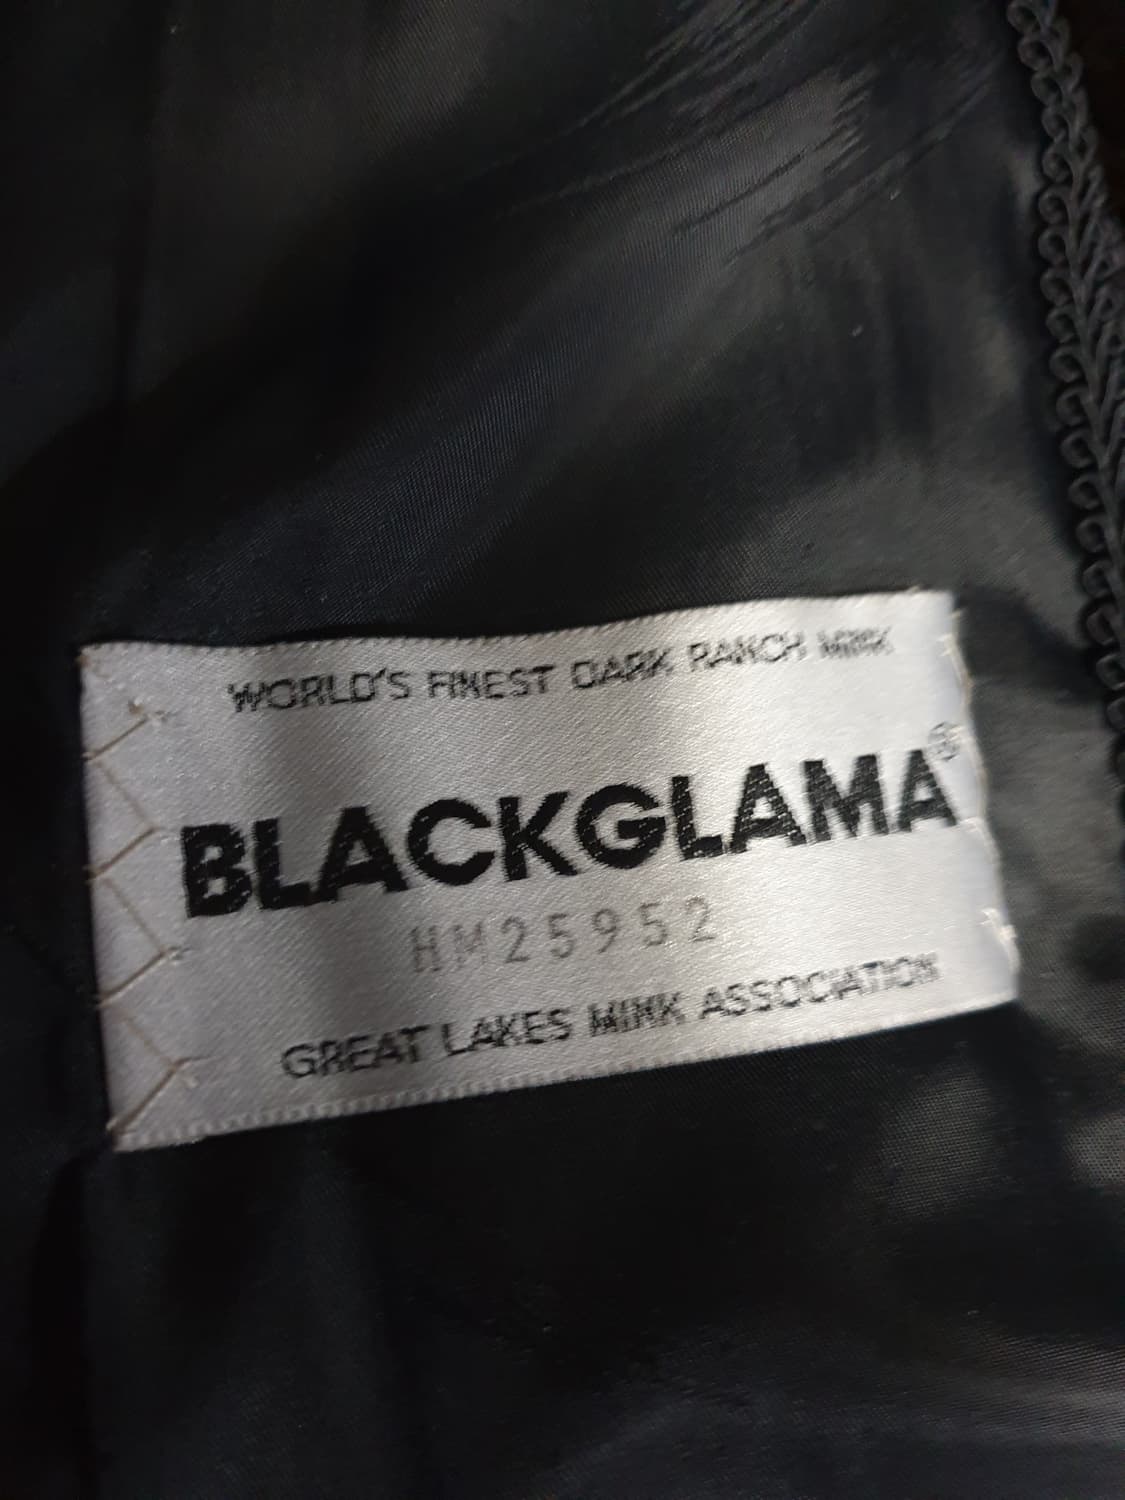 WORLD'S FINEST DARK RANCH MINK
BLACKGLAMA®
HM25952
GREAT LAKES MINK ASSOCIATION